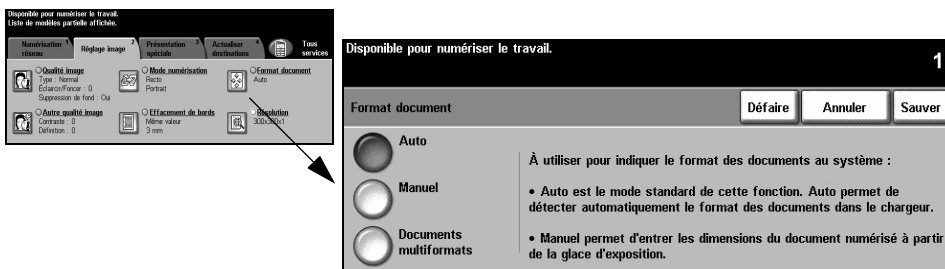 Disponible pour numériser le travail.
Liste de modèles partielle affichée.
Numérisation réseau 1
Réglage image 2
Présentation spéciale 3
Actualiser destinations 4
Tous services
Qualité image
Type : Normal
Éclaircir/Foncer : 0
Suppression de fond : Oui
Mode numérisation
Recto
Portrait
Format document
Auto
Autre qualité image
Contraste : 0
Définition : 0
Effacement de bords
Même valeur
3 mm
Résolution
Disponible pour numériser le travail.
1
Format document
Défaire
Annuler
Sauver
Auto
Manuel
Documents
multiformats
À utiliser pour indiquer le format des documents au système :
• Auto est le mode standard de cette fonction. Auto permet de
détecter automatiquement le format des documents dans le chargeur.
• Manuel permet d'entrer les dimensions du document numérisé à partir
de la glace d'exposition.